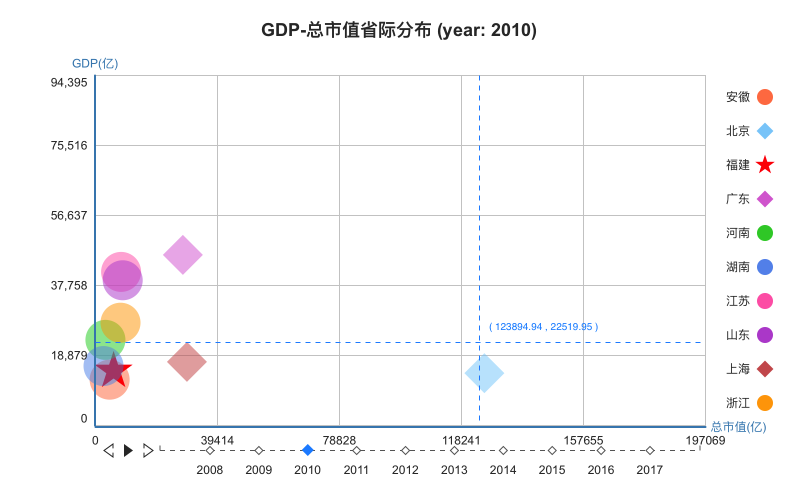 GDP-总市值省际分布 (year: 2010)
GDP(亿)
94,395
75,516
56,637
37,758
18,879
0
( 123894.94 , 22519.95 )
安徽
北京
福建
广东
河南
湖南
江苏
山东
上海
浙江
总市值(亿)
0 39414 78828 118241 157655 197069
2008 2009 2010 2011 2012 2013 2014 2015 2016 2017